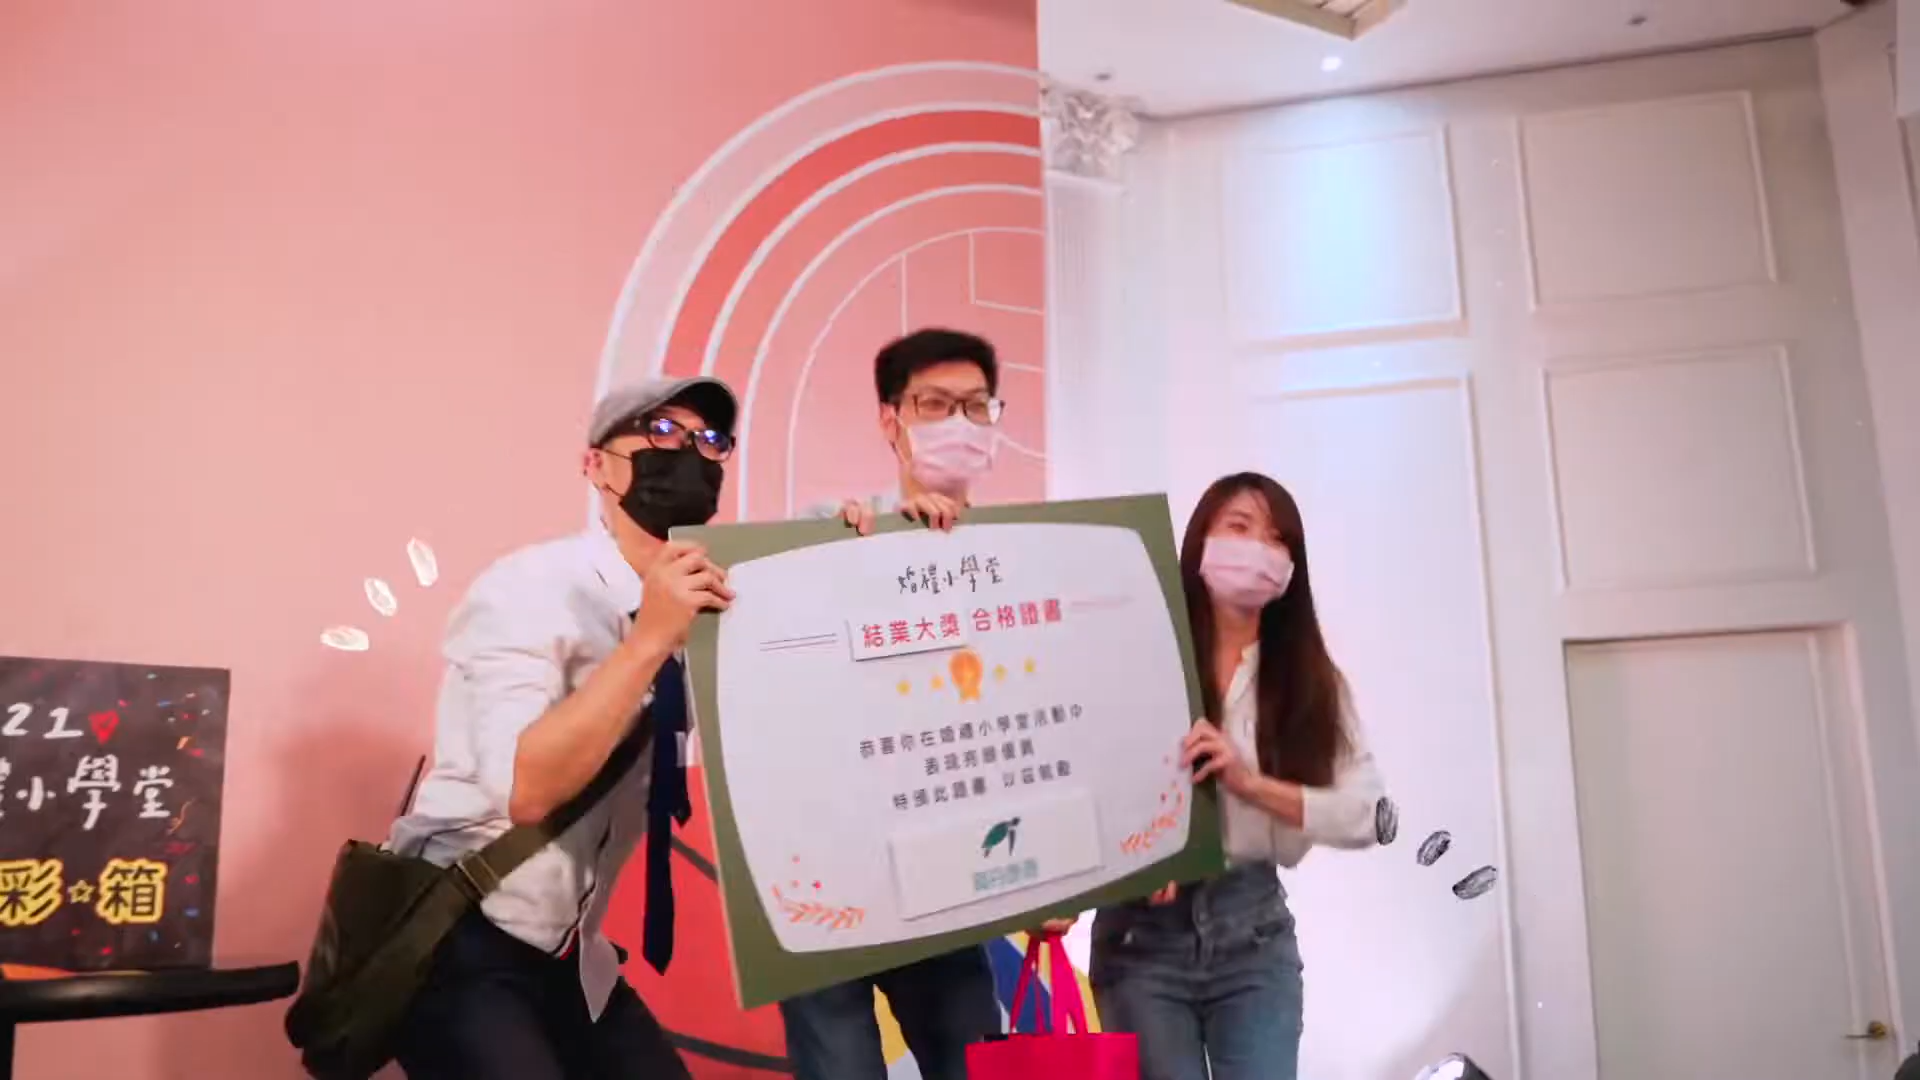 婚禮小學堂
結業大獎 合格證書
恭喜你在婚禮小學堂活動中
表現亮眼優異
特頒此證書 以茲鼓勵
21
禮小學堂
彩☆箱